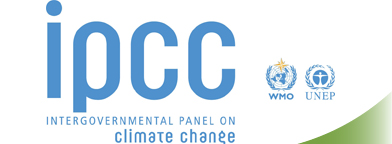 ipcc
INTERGOVERNMENTAL PANEL ON
climate change
WMO
UNEP